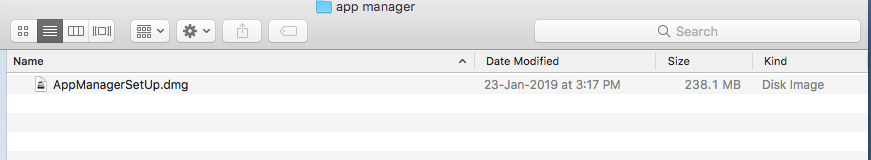 app manager
Search
Name Date Modified Size Kind
AppManagerSetUp.dmg 23-Jan-2019 at 3:17 PM 238.1 MB Disk Image